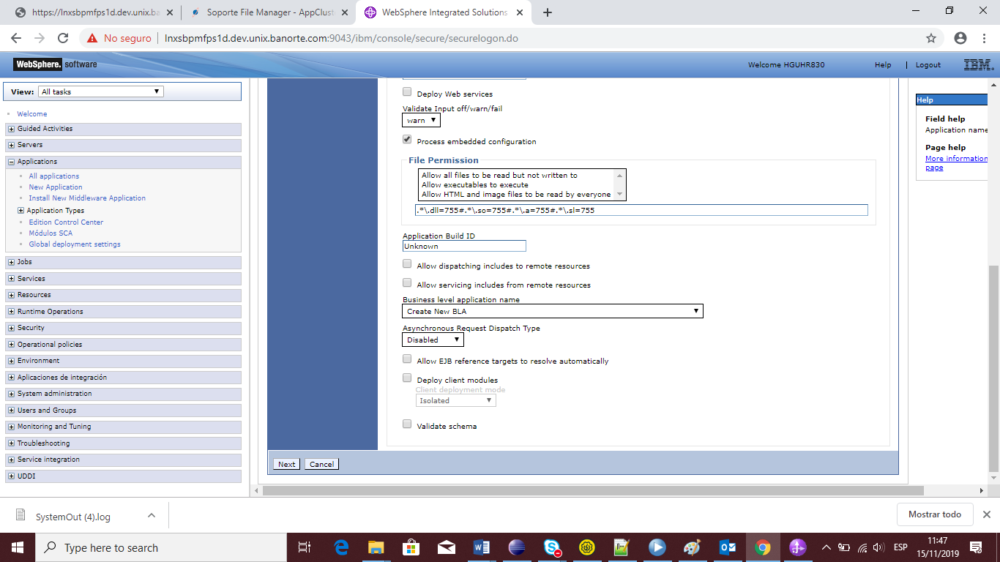 https://lnxsbpmfps1d.dev.unix.ba
Soporte File Manager - AppClust
WebSphere Integrated Solutions
No seguro
lnxsbpmfps1d.dev.unix.banorte.com:9043/ibm/console/secure/securelogon.do
WebSphere. software
Welcome HGUHR830
Help
Logout
IBM.
View: All tasks
Welcome
Guided Activities
Servers
Applications
All applications
New Application
Install New Middleware Application
Application Types
Edition Control Center
Módulos SCA
Global deployment settings
Jobs
Services
Resources
Runtime Operations
Security
Operational policies
Environment
Aplicaciones de integración
System administration
Users and Groups
Monitoring and Tuning
Troubleshooting
Service integration
UDDI
Deploy Web services
Validate Input off/warn/fail
warn
Process embedded configuration
File Permission
Allow all files to be read but not written to
Allow executables to execute
Allow HTML and image files to be read by everyone
.*\.dll=755#.*\.so=755#.*\.a=755#.*\.sl=755
Application Build ID
Unknown
Allow dispatching includes to remote resources
Allow servicing includes from remote resources
Business level application name
Create New BLA
Asynchronous Request Dispatch Type
Disabled
Allow EJB reference targets to resolve automatically
Deploy client modules
Client deployment mode
Isolated
Validate schema
Next
Cancel
Help
Field help
Application name
Page help
More information
page
SystemOut (4).log
Mostrar todo
Type here to search
ESP
11:47
15/11/2019